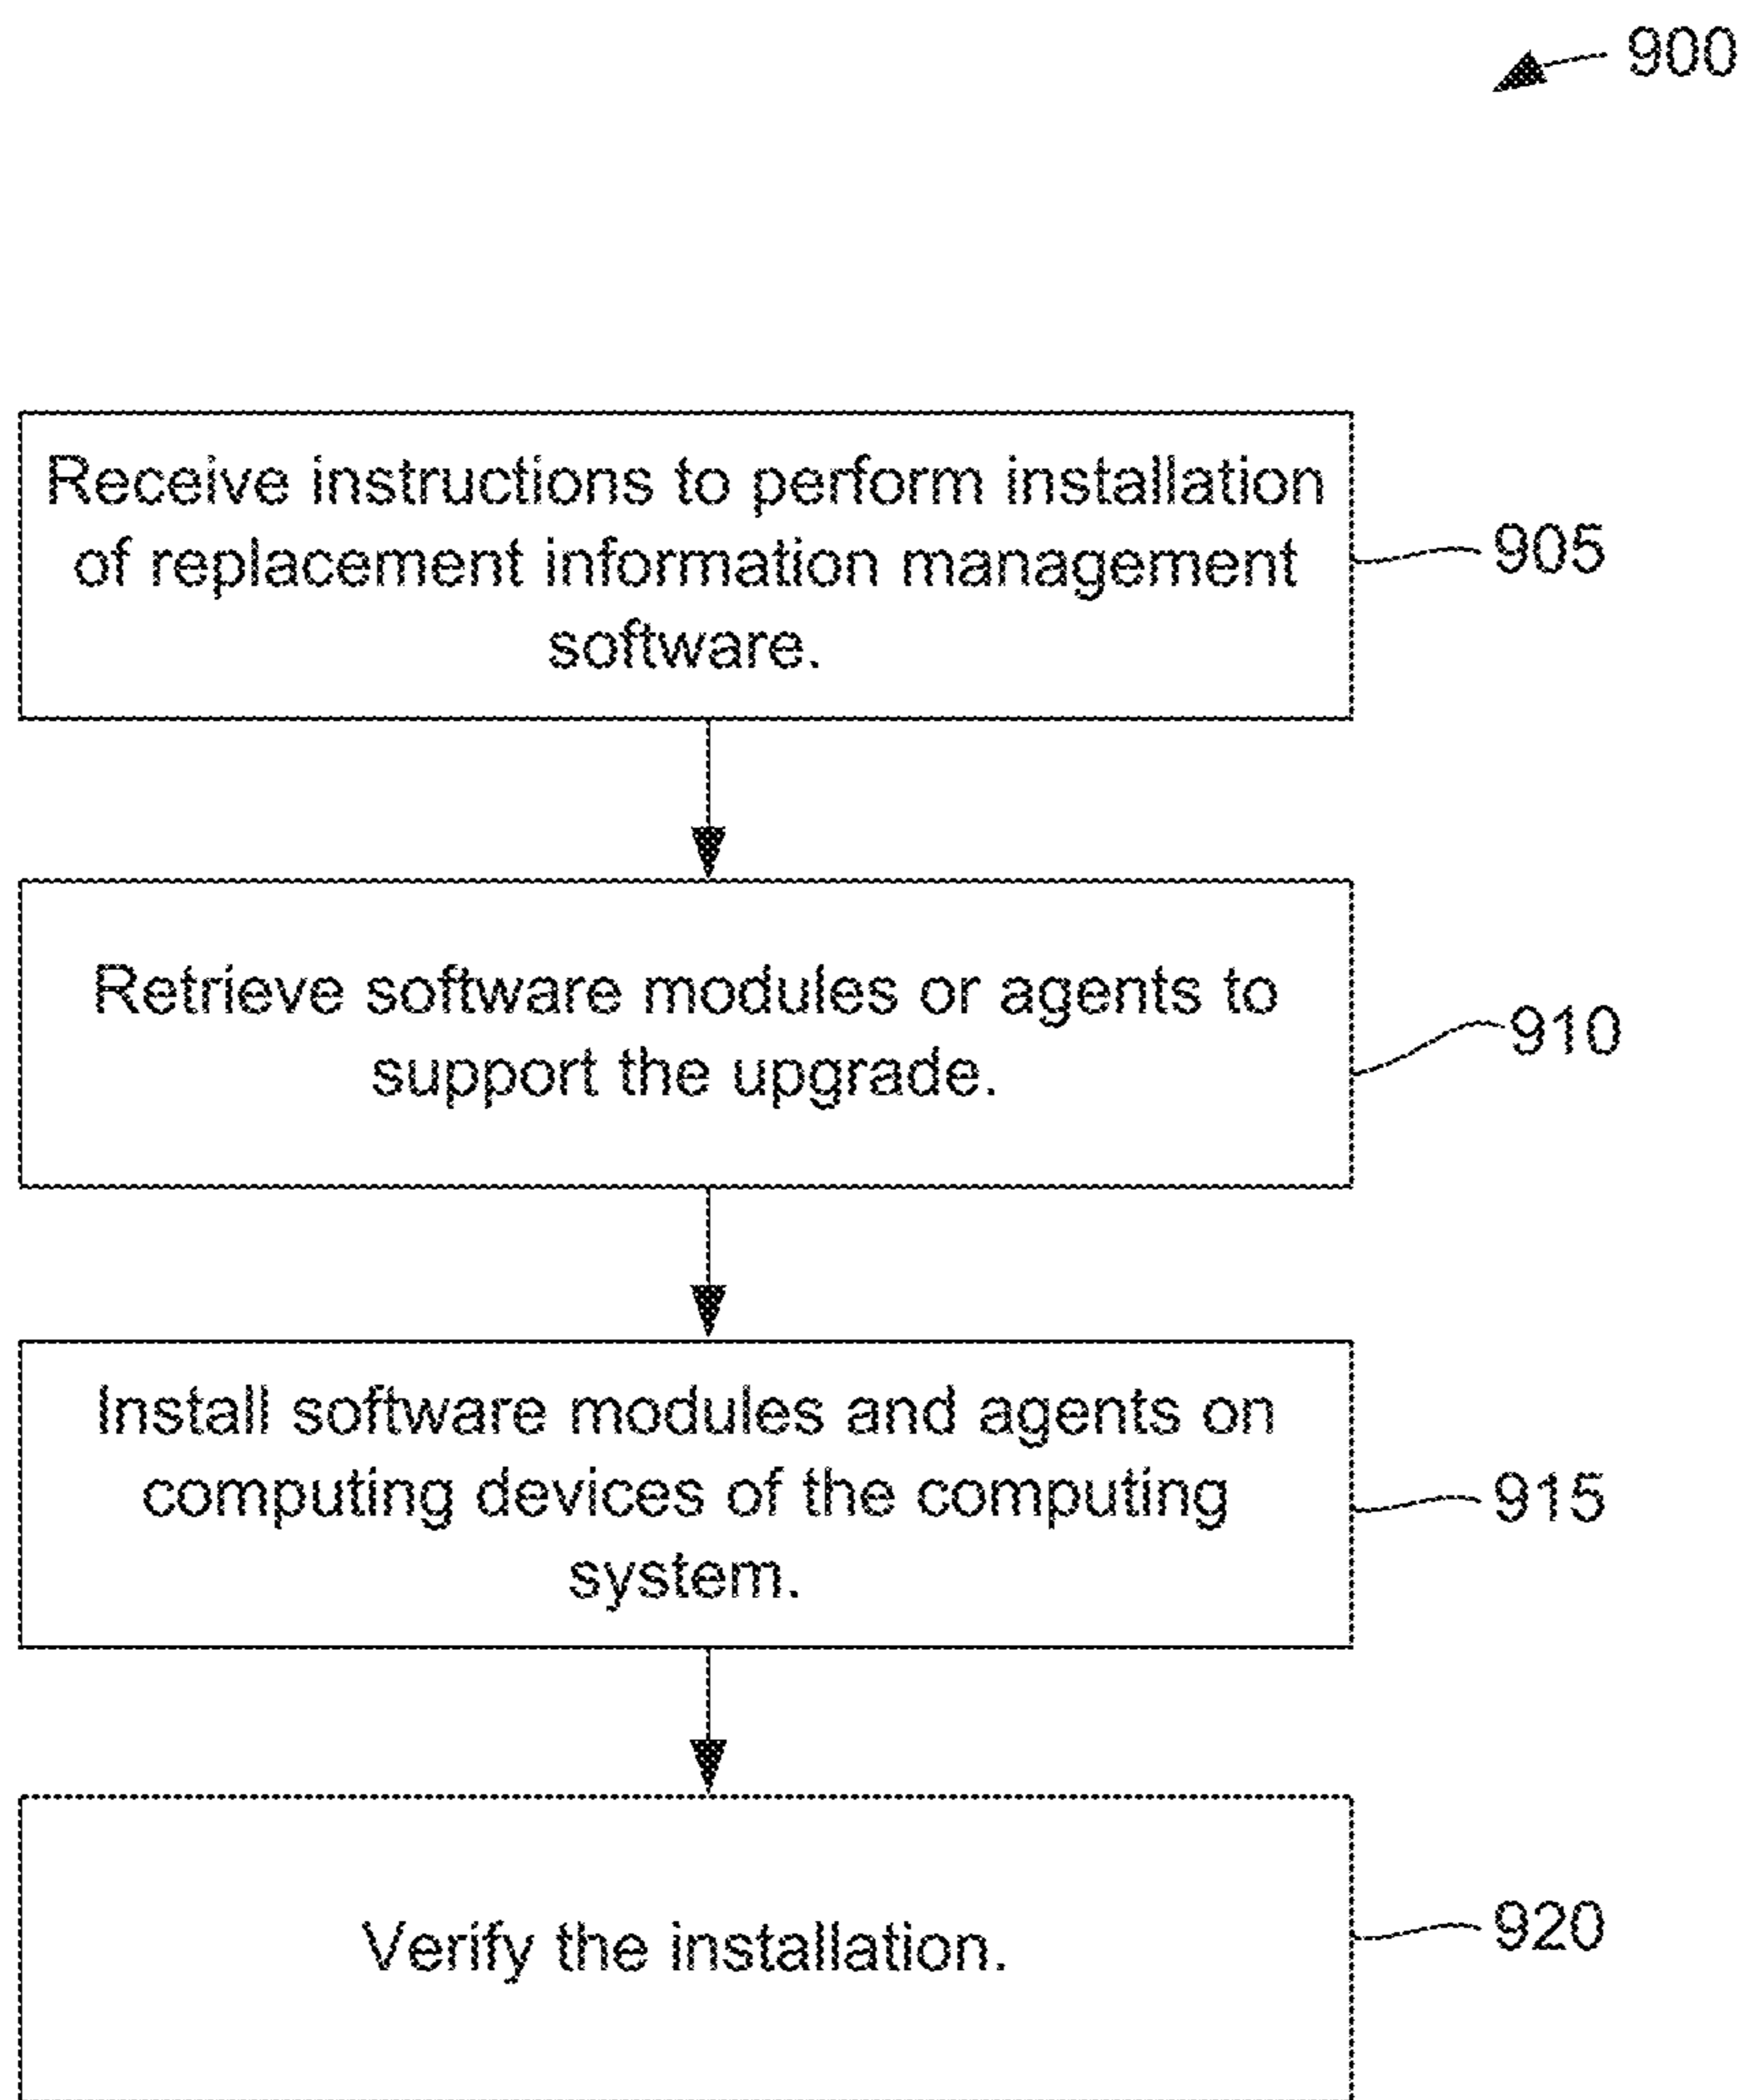 900
Receive instructions to perform installation
of replacement information management
software.
905
Retrieve software modules or agents to
support the upgrade.
910
Install software modules and agents on
computing devices of the computing
system.
915
Verify the installation.
920